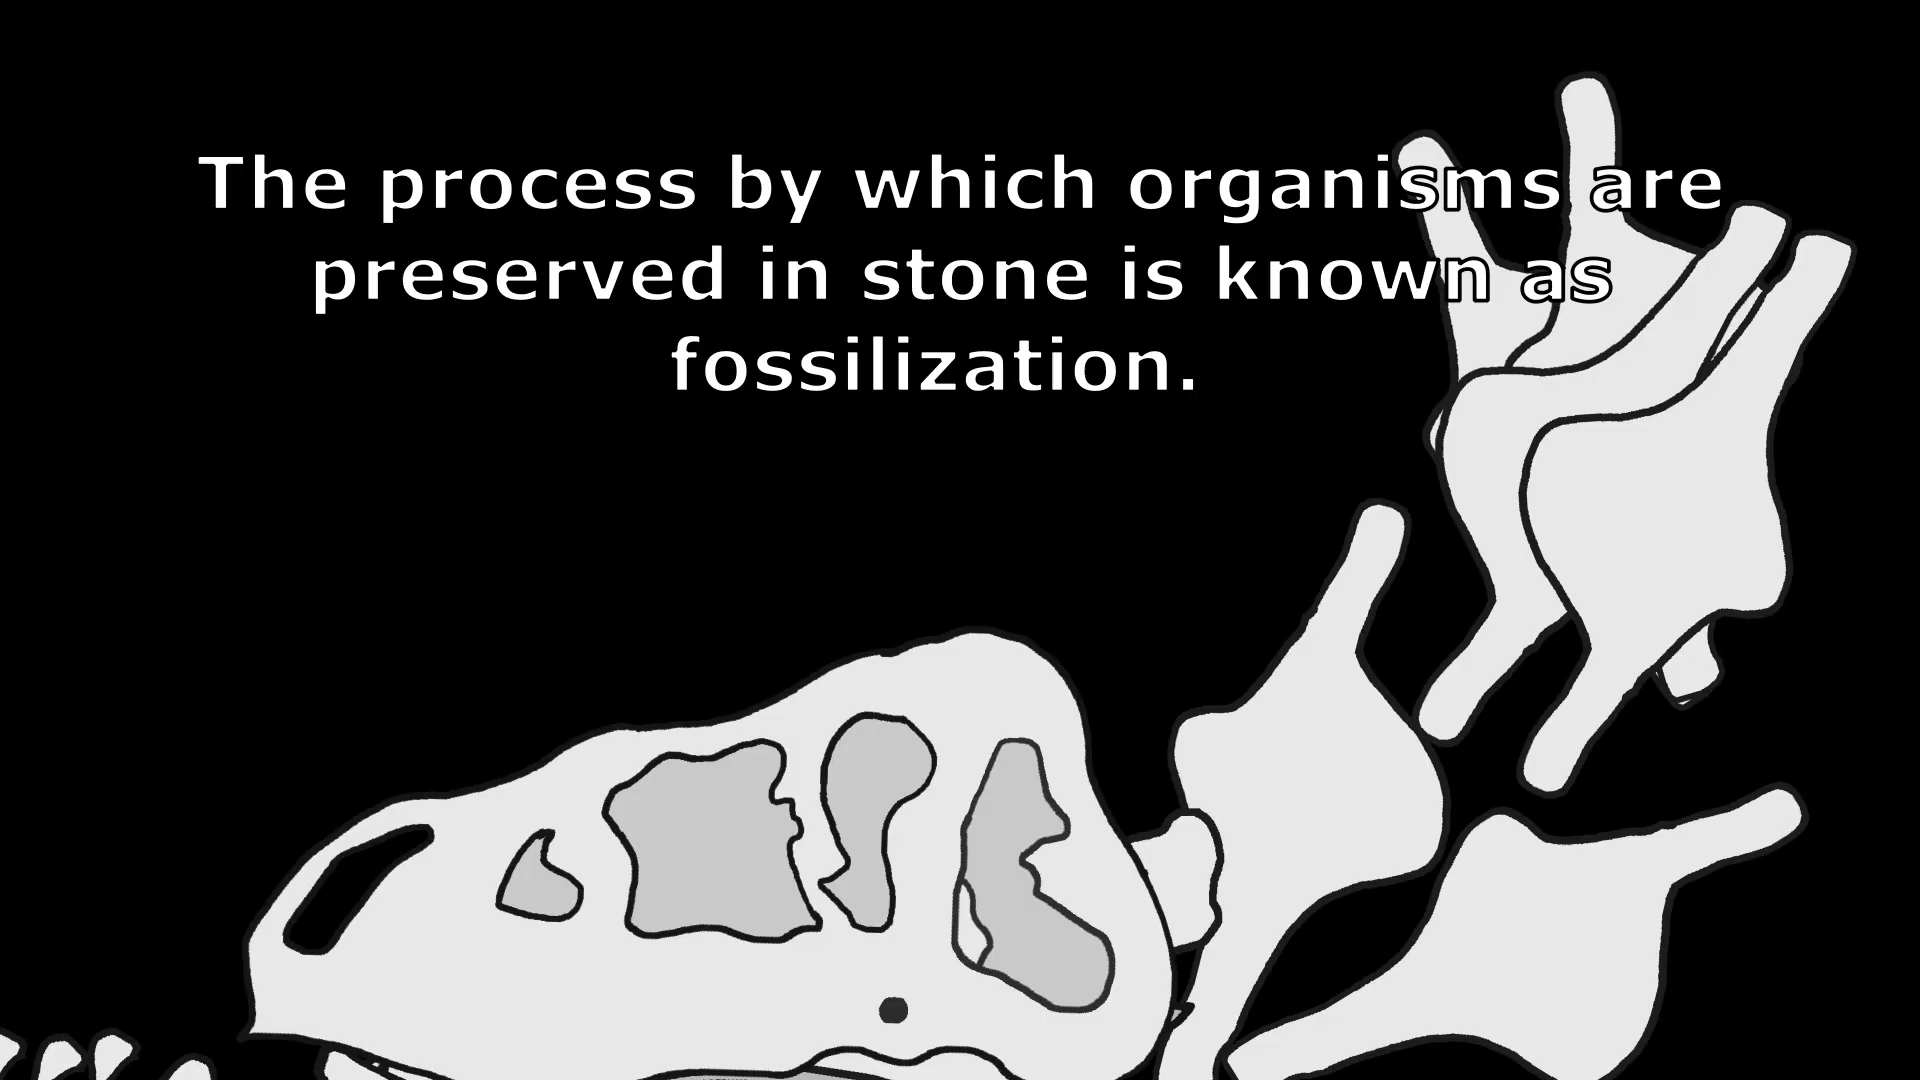 The process by which organisms are
preserved in stone is known as
fossilization.